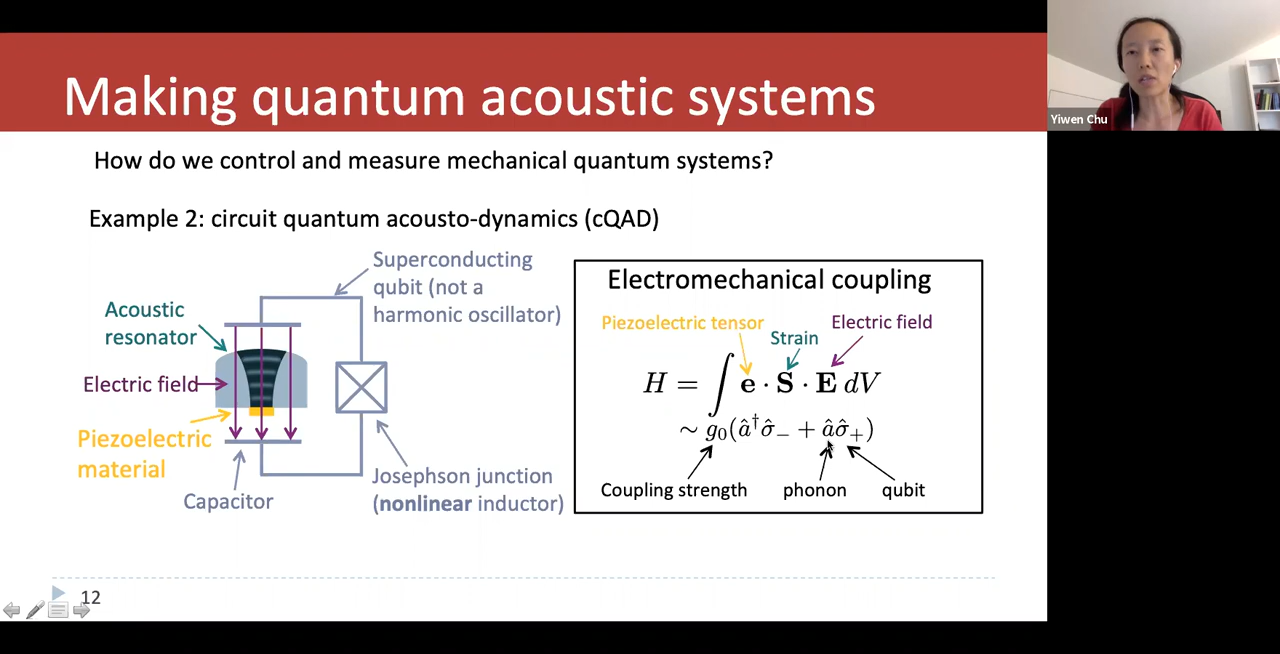 Making quantum acoustic systems
Yiwen Chu
How do we control and measure mechanical quantum systems?
Example 2: circuit quantum acousto-dynamics (cQAD)
Superconducting
qubit (not a
harmonic oscillator)
Acoustic
resonator
Electric field
Piezoelectric
material
Capacitor
Josephson junction
(nonlinear inductor)
Electromechanical coupling
Piezoelectric tensor
Strain
Electric field
H = ∫ e · S · E dV
~ g₀(â†σ̂₋ + âσ̂₊)
Coupling strength
phonon
qubit
12